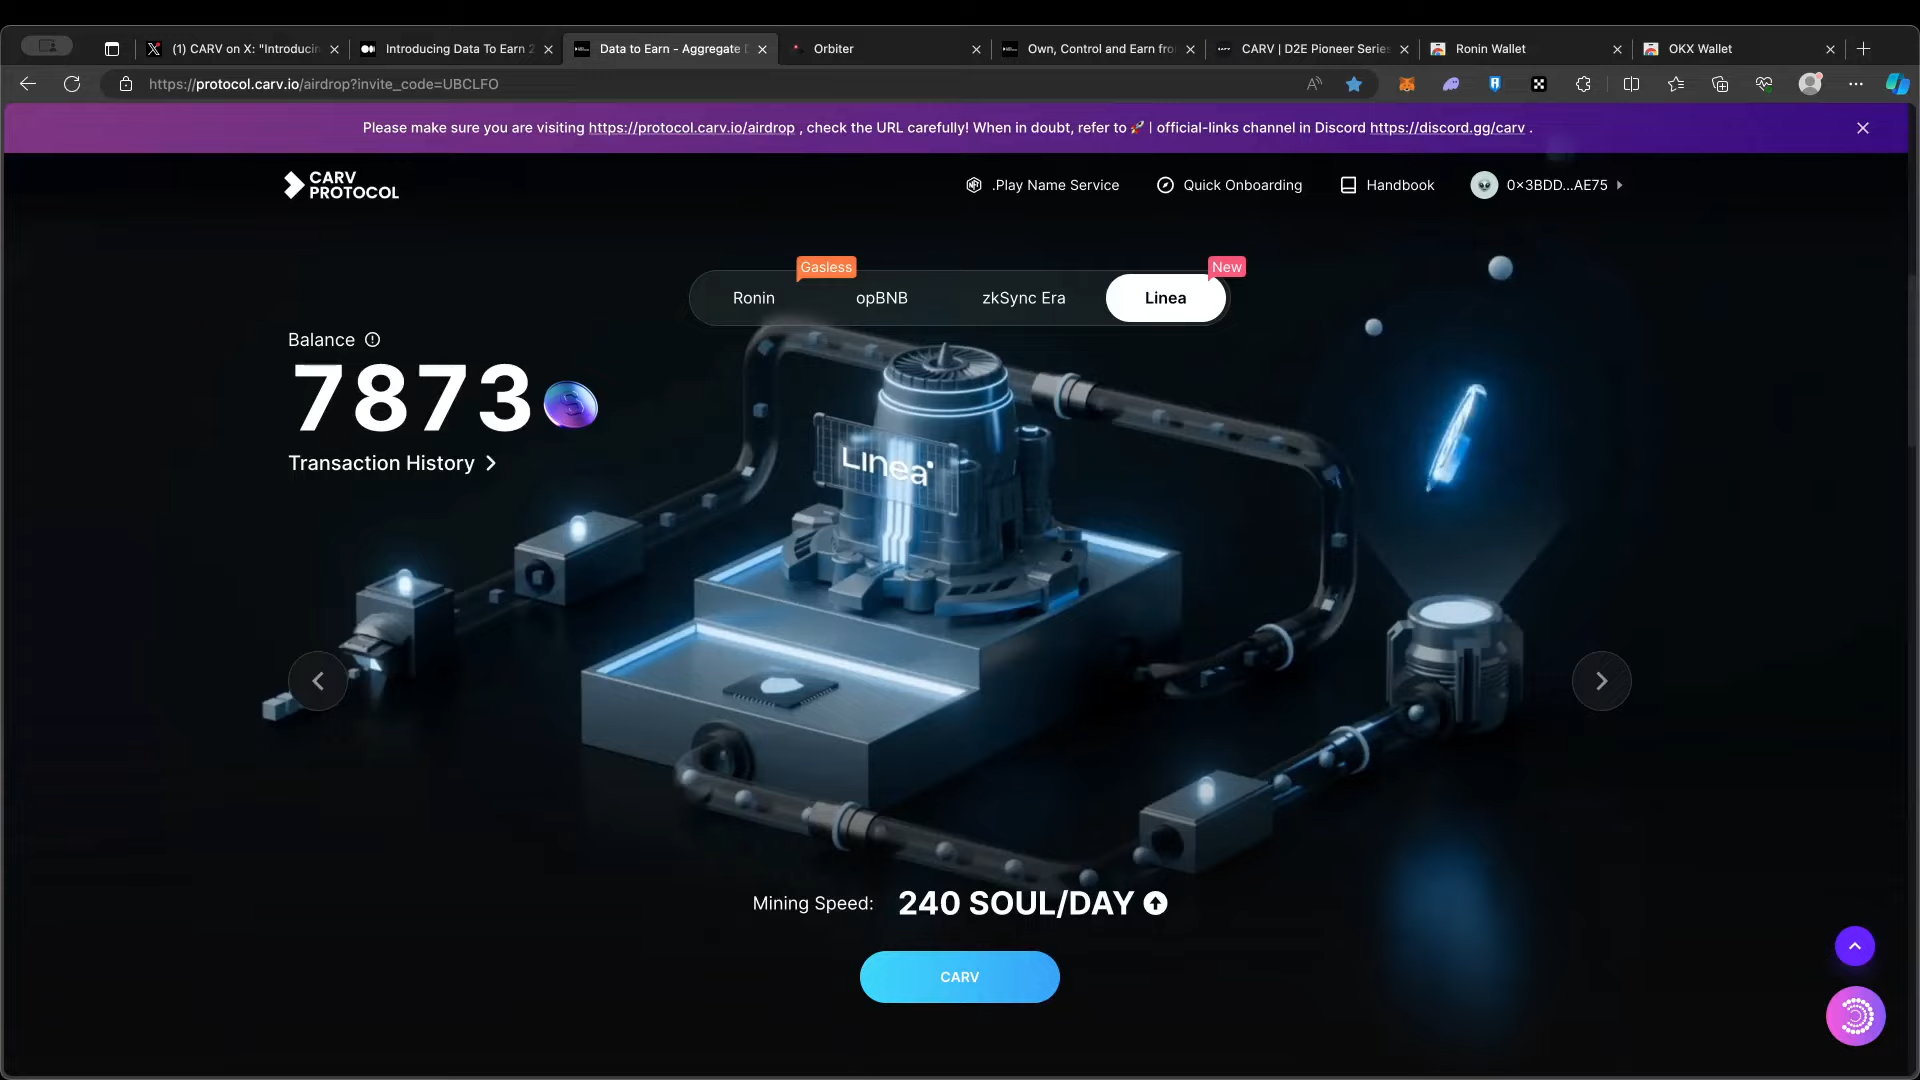 (1) CARV on X: "Introducin
Introducing Data To Earn 2
Data to Earn - Aggregate D
Orbiter
Own, Control and Earn fro
CARV | D2E Pioneer Series
Ronin Wallet
OKX Wallet
https://protocol.carv.io/airdrop?invite_code=UBCLFO
Please make sure you are visiting https://protocol.carv.io/airdrop , check the URL carefully! When in doubt, refer to 🚀 | official-links channel in Discord https://discord.gg/carv .
CARV
PROTOCOL
.Play Name Service
Quick Onboarding
Handbook
0×3BDD...AE75
Gasless
New
Ronin
opBNB
zkSync Era
Linea
Balance
7873
Transaction History
Linea
Mining Speed: 240 SOUL/DAY
CARV